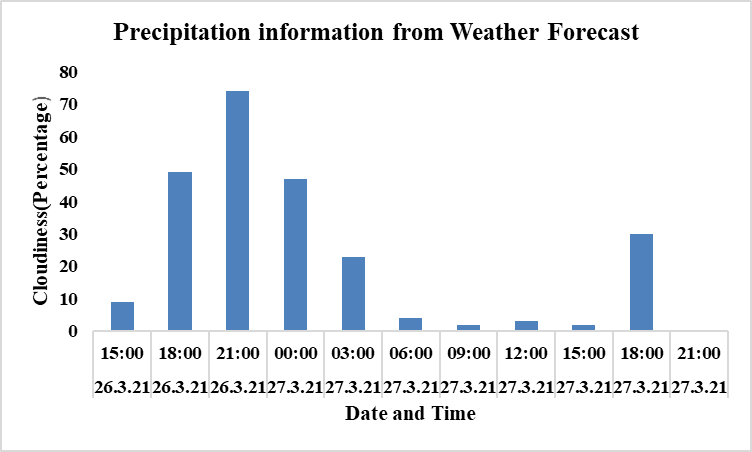 Precipitation information from Weather Forecast
Cloudiness(Percentage)
80
70
60
50
40
30
20
10
0
15:00 18:00 21:00 00:00 03:00 06:00 09:00 12:00 15:00 18:00 21:00
26.3.21 26.3.21 26.3.21 27.3.21 27.3.21 27.3.21 27.3.21 27.3.21 27.3.21 27.3.21 27.3.21
Date and Time